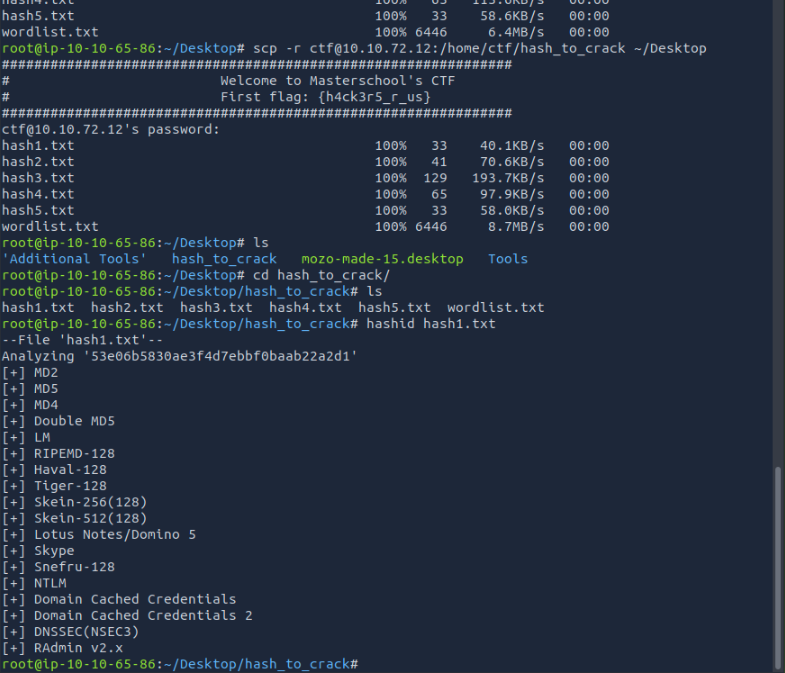 hash4.txt 100% 65 115.6KB/s 00:00
hash5.txt 100% 33 58.6KB/s 00:00
wordlist.txt 100% 6446 6.4MB/s 00:00
root@ip-10-10-65-86:~/Desktop# scp -r ctf@10.10.72.12:/home/ctf/hash_to_crack ~/Desktop
###############################################################
# Welcome to Masterschool's CTF
# First flag: {h4ck3r5_r_us}
###############################################################
ctf@10.10.72.12's password:
hash1.txt 100% 33 40.1KB/s 00:00
hash2.txt 100% 41 70.6KB/s 00:00
hash3.txt 100% 129 193.7KB/s 00:00
hash4.txt 100% 65 97.9KB/s 00:00
hash5.txt 100% 33 58.0KB/s 00:00
wordlist.txt 100% 6446 8.7MB/s 00:00
root@ip-10-10-65-86:~/Desktop# ls
'Additional Tools' hash_to_crack mozo-made-15.desktop Tools
root@ip-10-10-65-86:~/Desktop# cd hash_to_crack/
root@ip-10-10-65-86:~/Desktop/hash_to_crack# ls
hash1.txt hash2.txt hash3.txt hash4.txt hash5.txt wordlist.txt
root@ip-10-10-65-86:~/Desktop/hash_to_crack# hashid hash1.txt
--File 'hash1.txt'--
Analyzing '53e06b5830ae3f4d7ebbf0baab22a2d1'
[+] MD2
[+] MD5
[+] MD4
[+] Double MD5
[+] LM
[+] RIPEMD-128
[+] Haval-128
[+] Tiger-128
[+] Skein-256(128)
[+] Skein-512(128)
[+] Lotus Notes/Domino 5
[+] Skype
[+] Snefru-128
[+] NTLM
[+] Domain Cached Credentials
[+] Domain Cached Credentials 2
[+] DNSSEC(NSEC3)
[+] RAdmin v2.x
root@ip-10-10-65-86:~/Desktop/hash_to_crack#